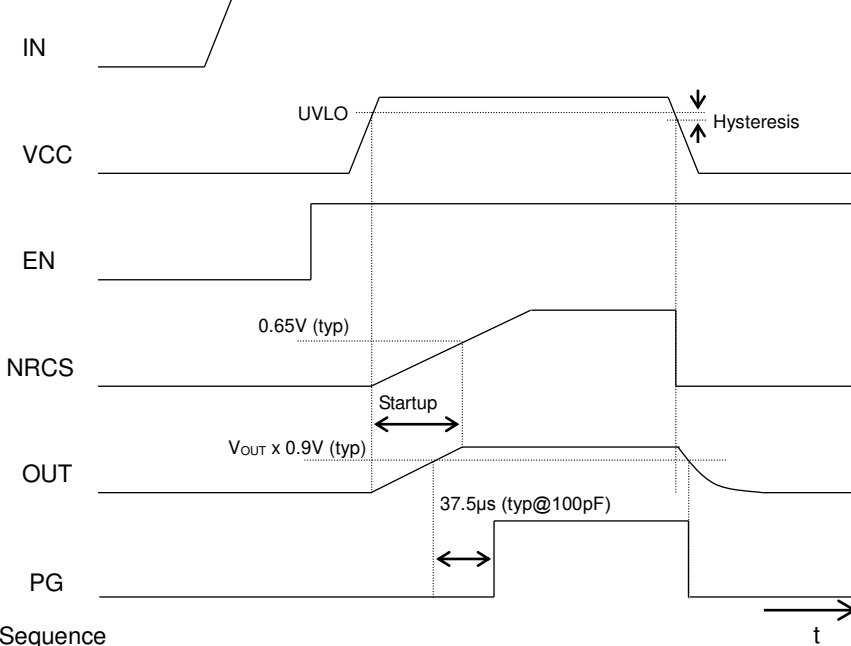 IN
UVLO
Hysteresis
VCC
EN
0.65V (typ)
NRCS
Startup
VOUT x 0.9V (typ)
OUT
37.5µs (typ@100pF)
PG
Sequence
t